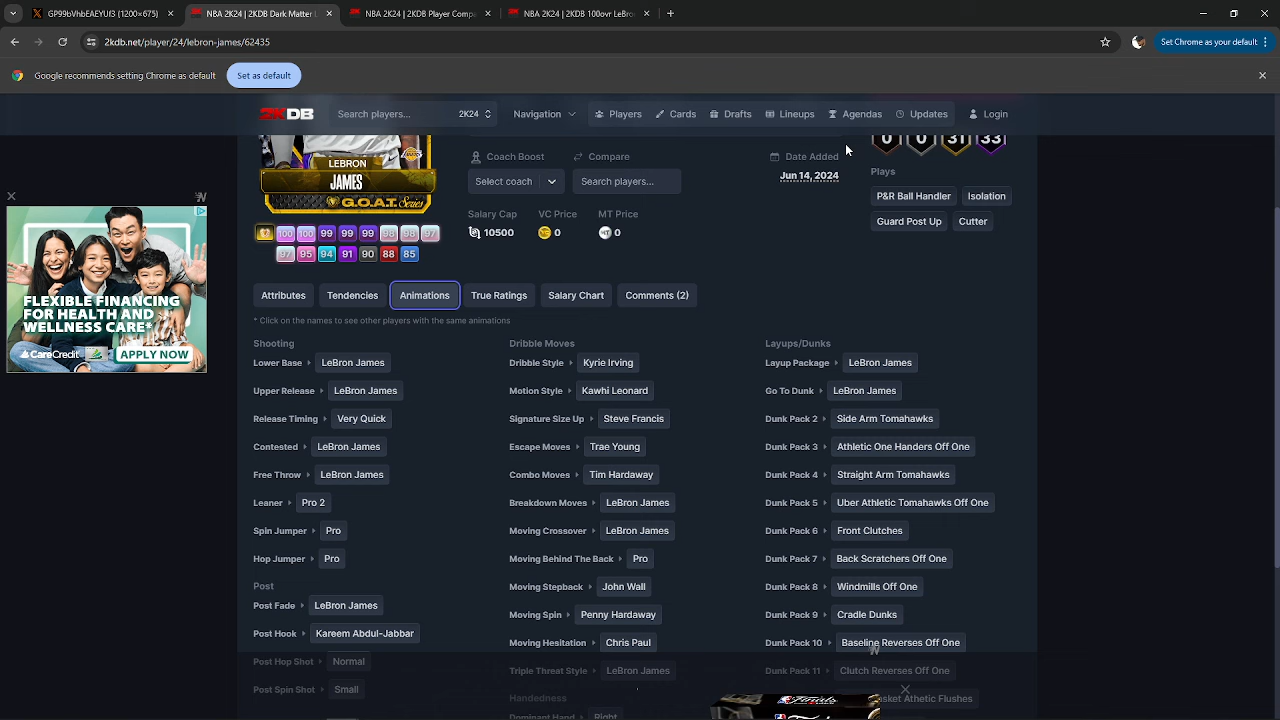 GP99bVhbEAEYUf3 (1200×675)
NBA 2K24 | 2KDB Dark Matter L
NBA 2K24 | 2KDB Player Comp
NBA 2K24 | 2KDB 100ovr LeBro
2kdb.net/player/24/lebron-james/62435
Set Chrome as your default
Google recommends setting Chrome as default
Set as default
2KDB
Search players...
2K24
Navigation
Players
Cards
Drafts
Lineups
Agendas
Updates
Login
LEBRON
JAMES
G.O.A.T. Series
Coach Boost
Compare
Select coach
Search players...
Salary Cap
10500
VC Price
0
MT Price
0
Date Added
Jun 14, 2024
0 0 31 33
Plays
P&R Ball Handler
Isolation
Guard Post Up
Cutter
100 100 99 99 99 98 98 97
97 95 94 91 90 88 85
Attributes
Tendencies
Animations
True Ratings
Salary Chart
Comments (2)
* Click on the names to see other players with the same animations
Shooting
Lower Base LeBron James
Upper Release LeBron James
Release Timing Very Quick
Contested LeBron James
Free Throw LeBron James
Leaner Pro 2
Spin Jumper Pro
Hop Jumper Pro
Post
Post Fade LeBron James
Post Hook Kareem Abdul-Jabbar
Post Hop Shot Normal
Post Spin Shot Small
Dribble Moves
Dribble Style Kyrie Irving
Motion Style Kawhi Leonard
Signature Size Up Steve Francis
Escape Moves Trae Young
Combo Moves Tim Hardaway
Breakdown Moves LeBron James
Moving Crossover LeBron James
Moving Behind The Back Pro
Moving Stepback John Wall
Moving Spin Penny Hardaway
Moving Hesitation Chris Paul
Triple Threat Style LeBron James
Handedness
Dominant Hand Right
Layups/Dunks
Layup Package LeBron James
Go To Dunk LeBron James
Dunk Pack 2 Side Arm Tomahawks
Dunk Pack 3 Athletic One Handers Off One
Dunk Pack 4 Straight Arm Tomahawks
Dunk Pack 5 Uber Athletic Tomahawks Off One
Dunk Pack 6 Front Clutches
Dunk Pack 7 Back Scratchers Off One
Dunk Pack 8 Windmills Off One
Dunk Pack 9 Cradle Dunks
Dunk Pack 10 Baseline Reverses Off One
Dunk Pack 11 Clutch Reverses Off One
Athetic Flushes
Finals
FLEXIBLE FINANCING
FOR HEALTH AND
WELLNESS CARE*
CareCredit
APPLY NOW